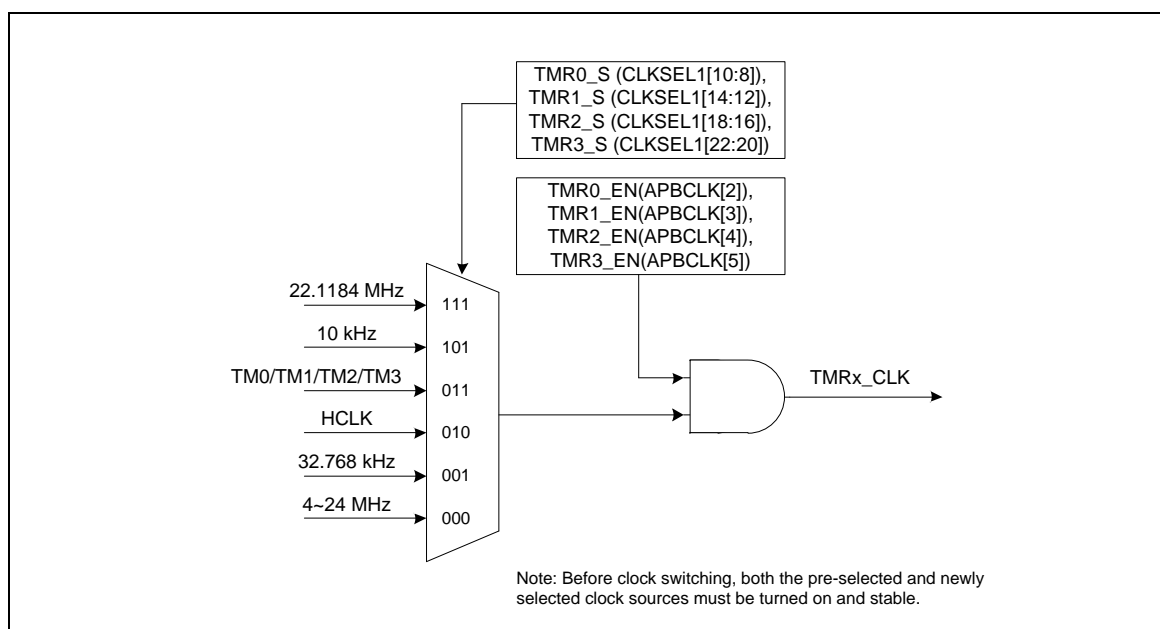 TMR0_S (CLKSEL1[10:8]),
TMR1_S (CLKSEL1[14:12]),
TMR2_S (CLKSEL1[18:16]),
TMR3_S (CLKSEL1[22:20])
TMR0_EN(APBCLK[2]),
TMR1_EN(APBCLK[3]),
TMR2_EN(APBCLK[4]),
TMR3_EN(APBCLK[5])
22.1184 MHz
111
10 kHz
101
TM0/TM1/TM2/TM3
011
HCLK
010
32.768 kHz
001
4~24 MHz
000
TMRx_CLK
Note: Before clock switching, both the pre-selected and newly
selected clock sources must be turned on and stable.